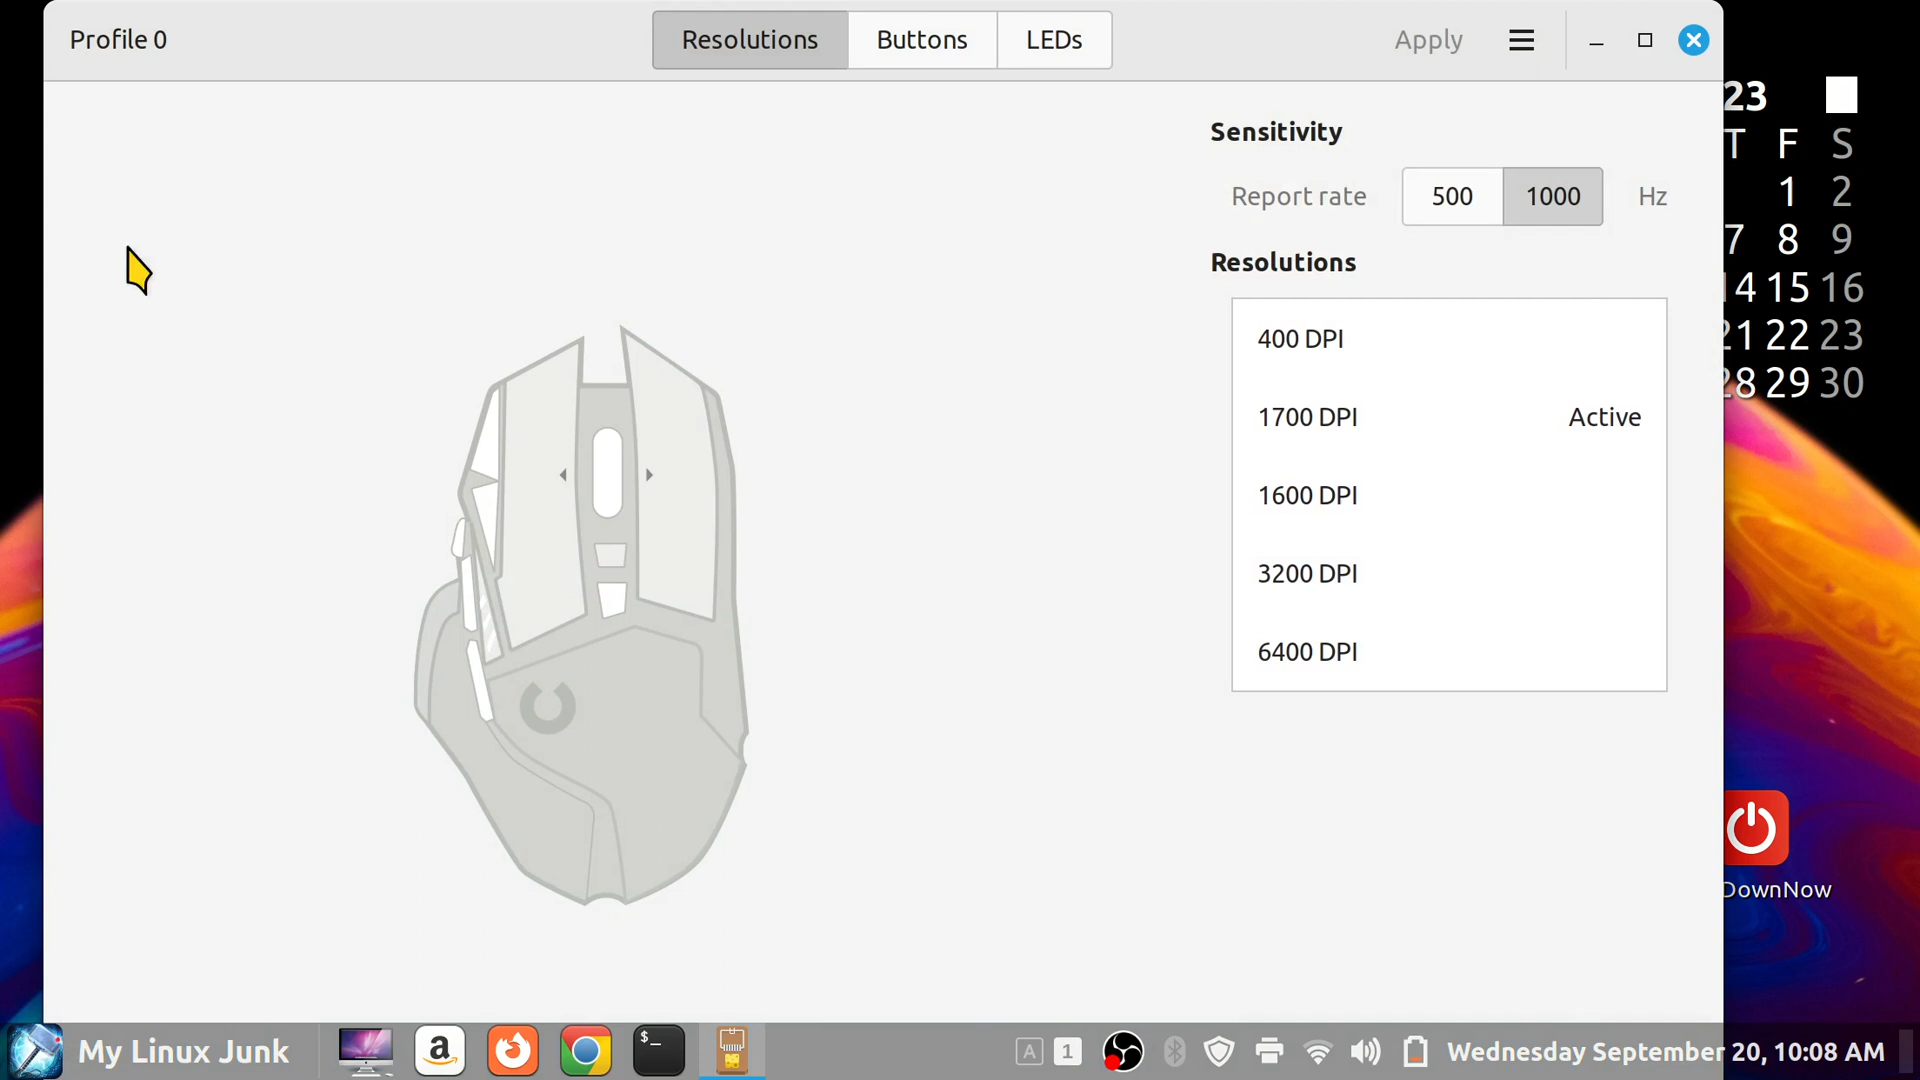 Profile 0
Resolutions
Buttons
LEDs
Apply
Sensitivity
Report rate
500
1000
Hz
Resolutions
400 DPI
1700 DPI
Active
1600 DPI
3200 DPI
6400 DPI
23
T F S
1 2
7 8 9
14 15 16
21 22 23
28 29 30
DownNow
My Linux Junk
a
$_
A
1
Wednesday September 20, 10:08 AM